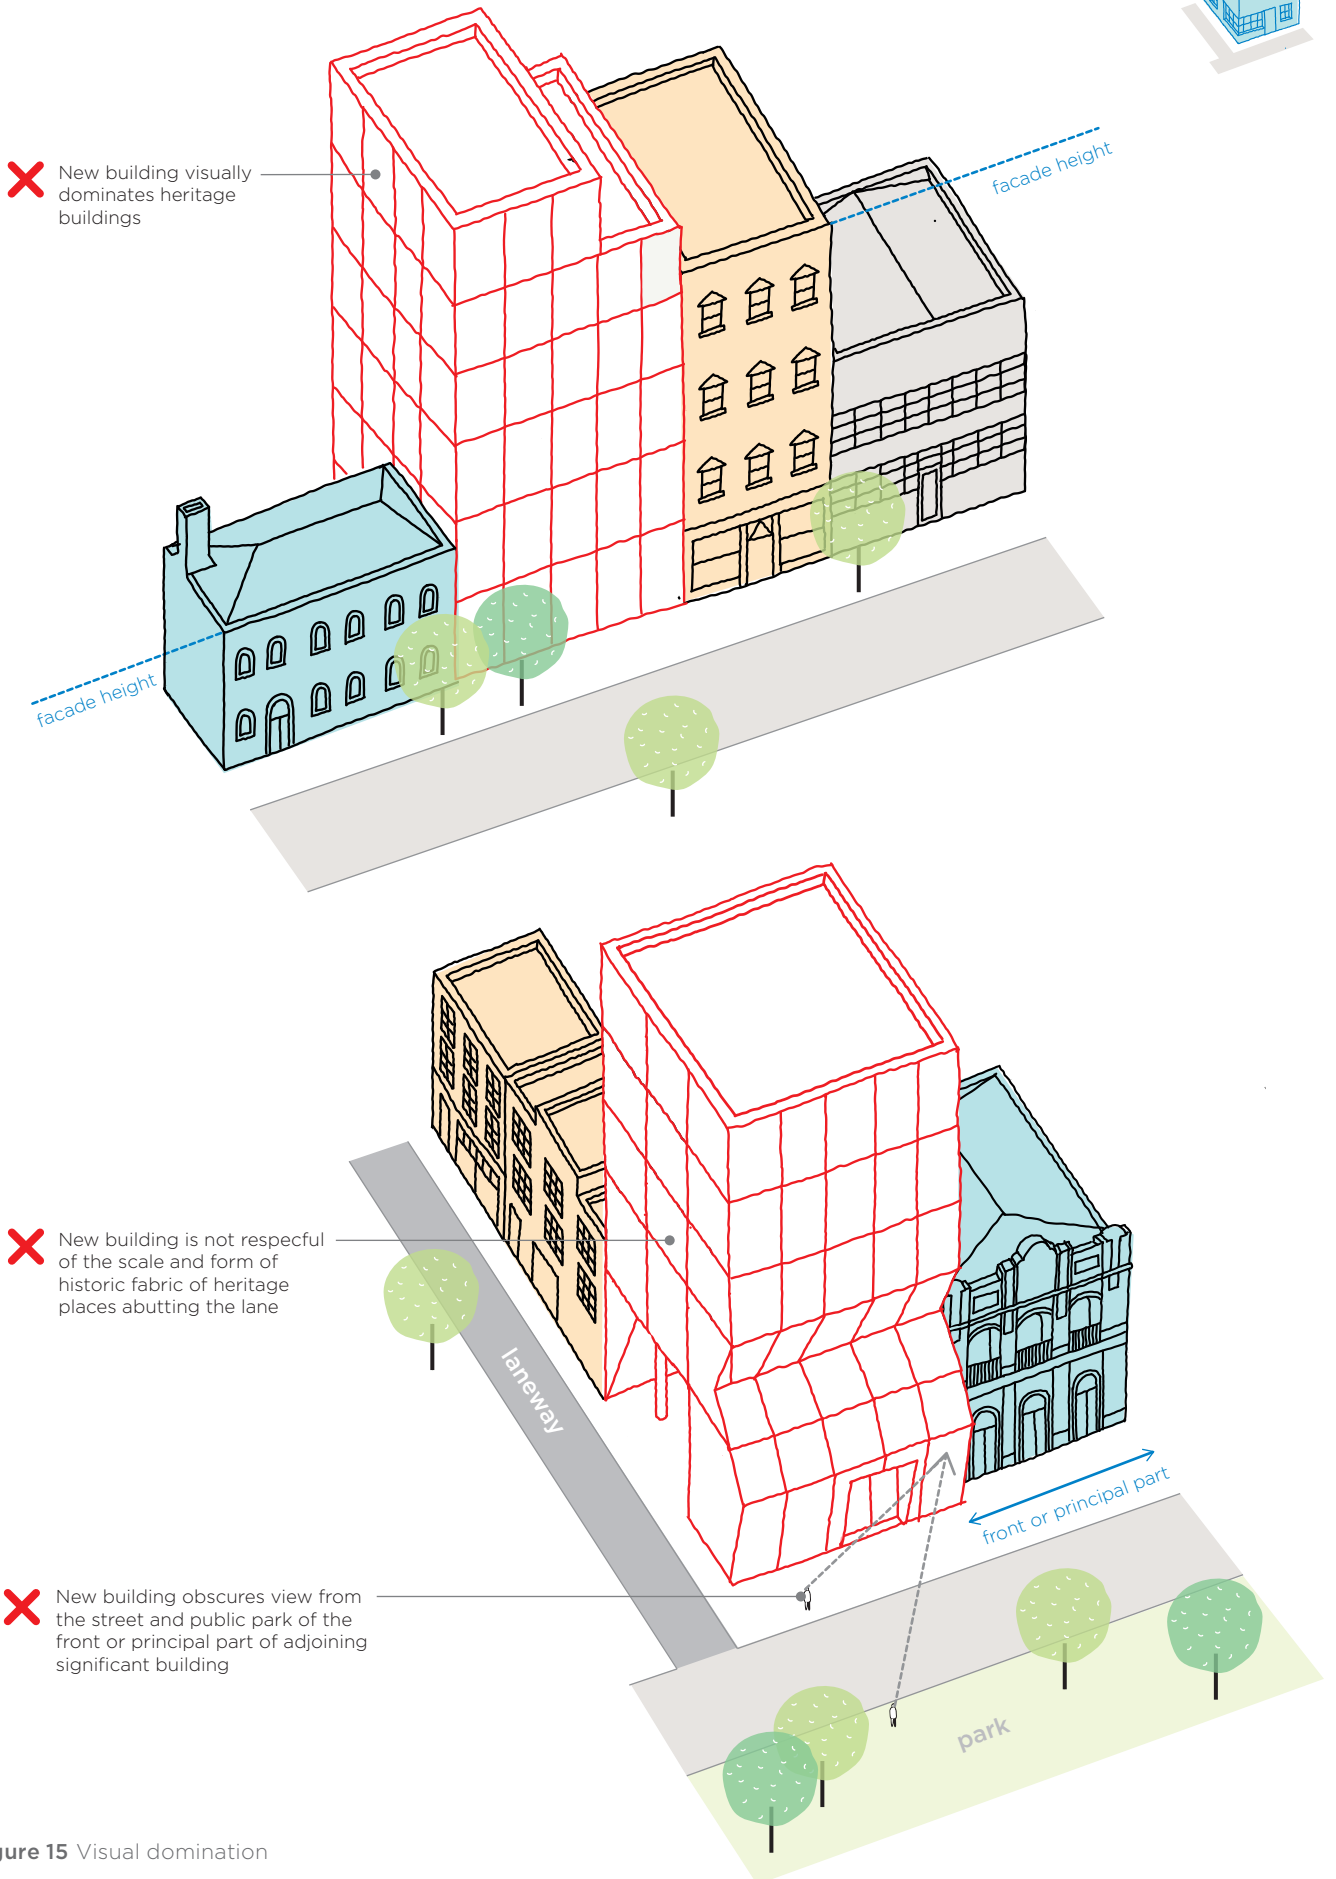 New building visually
dominates heritage
buildings
facade height
facade height
New building is not respecful
of the scale and form of
historic fabric of heritage
places abutting the lane
laneway
front or principal part
New building obscures view from
the street and public park of the
front or principal part of adjoining
significant building
park
gure 15 Visual domination